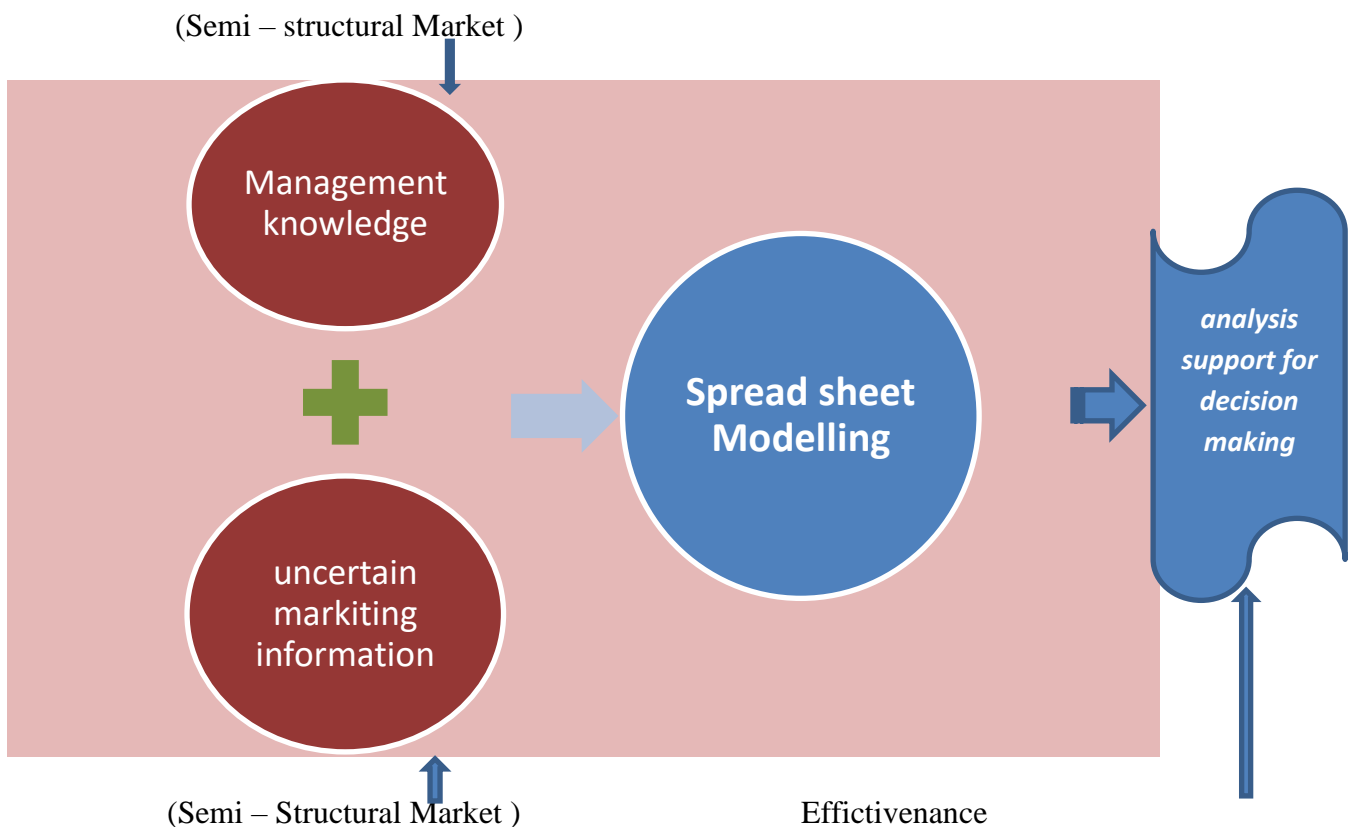 (Semi – structural Market )
Management
knowledge
uncertain
markiting
information
Spread sheet
Modelling
analysis
support for
decision
making
(Semi – Structural Market )
Effictivenance